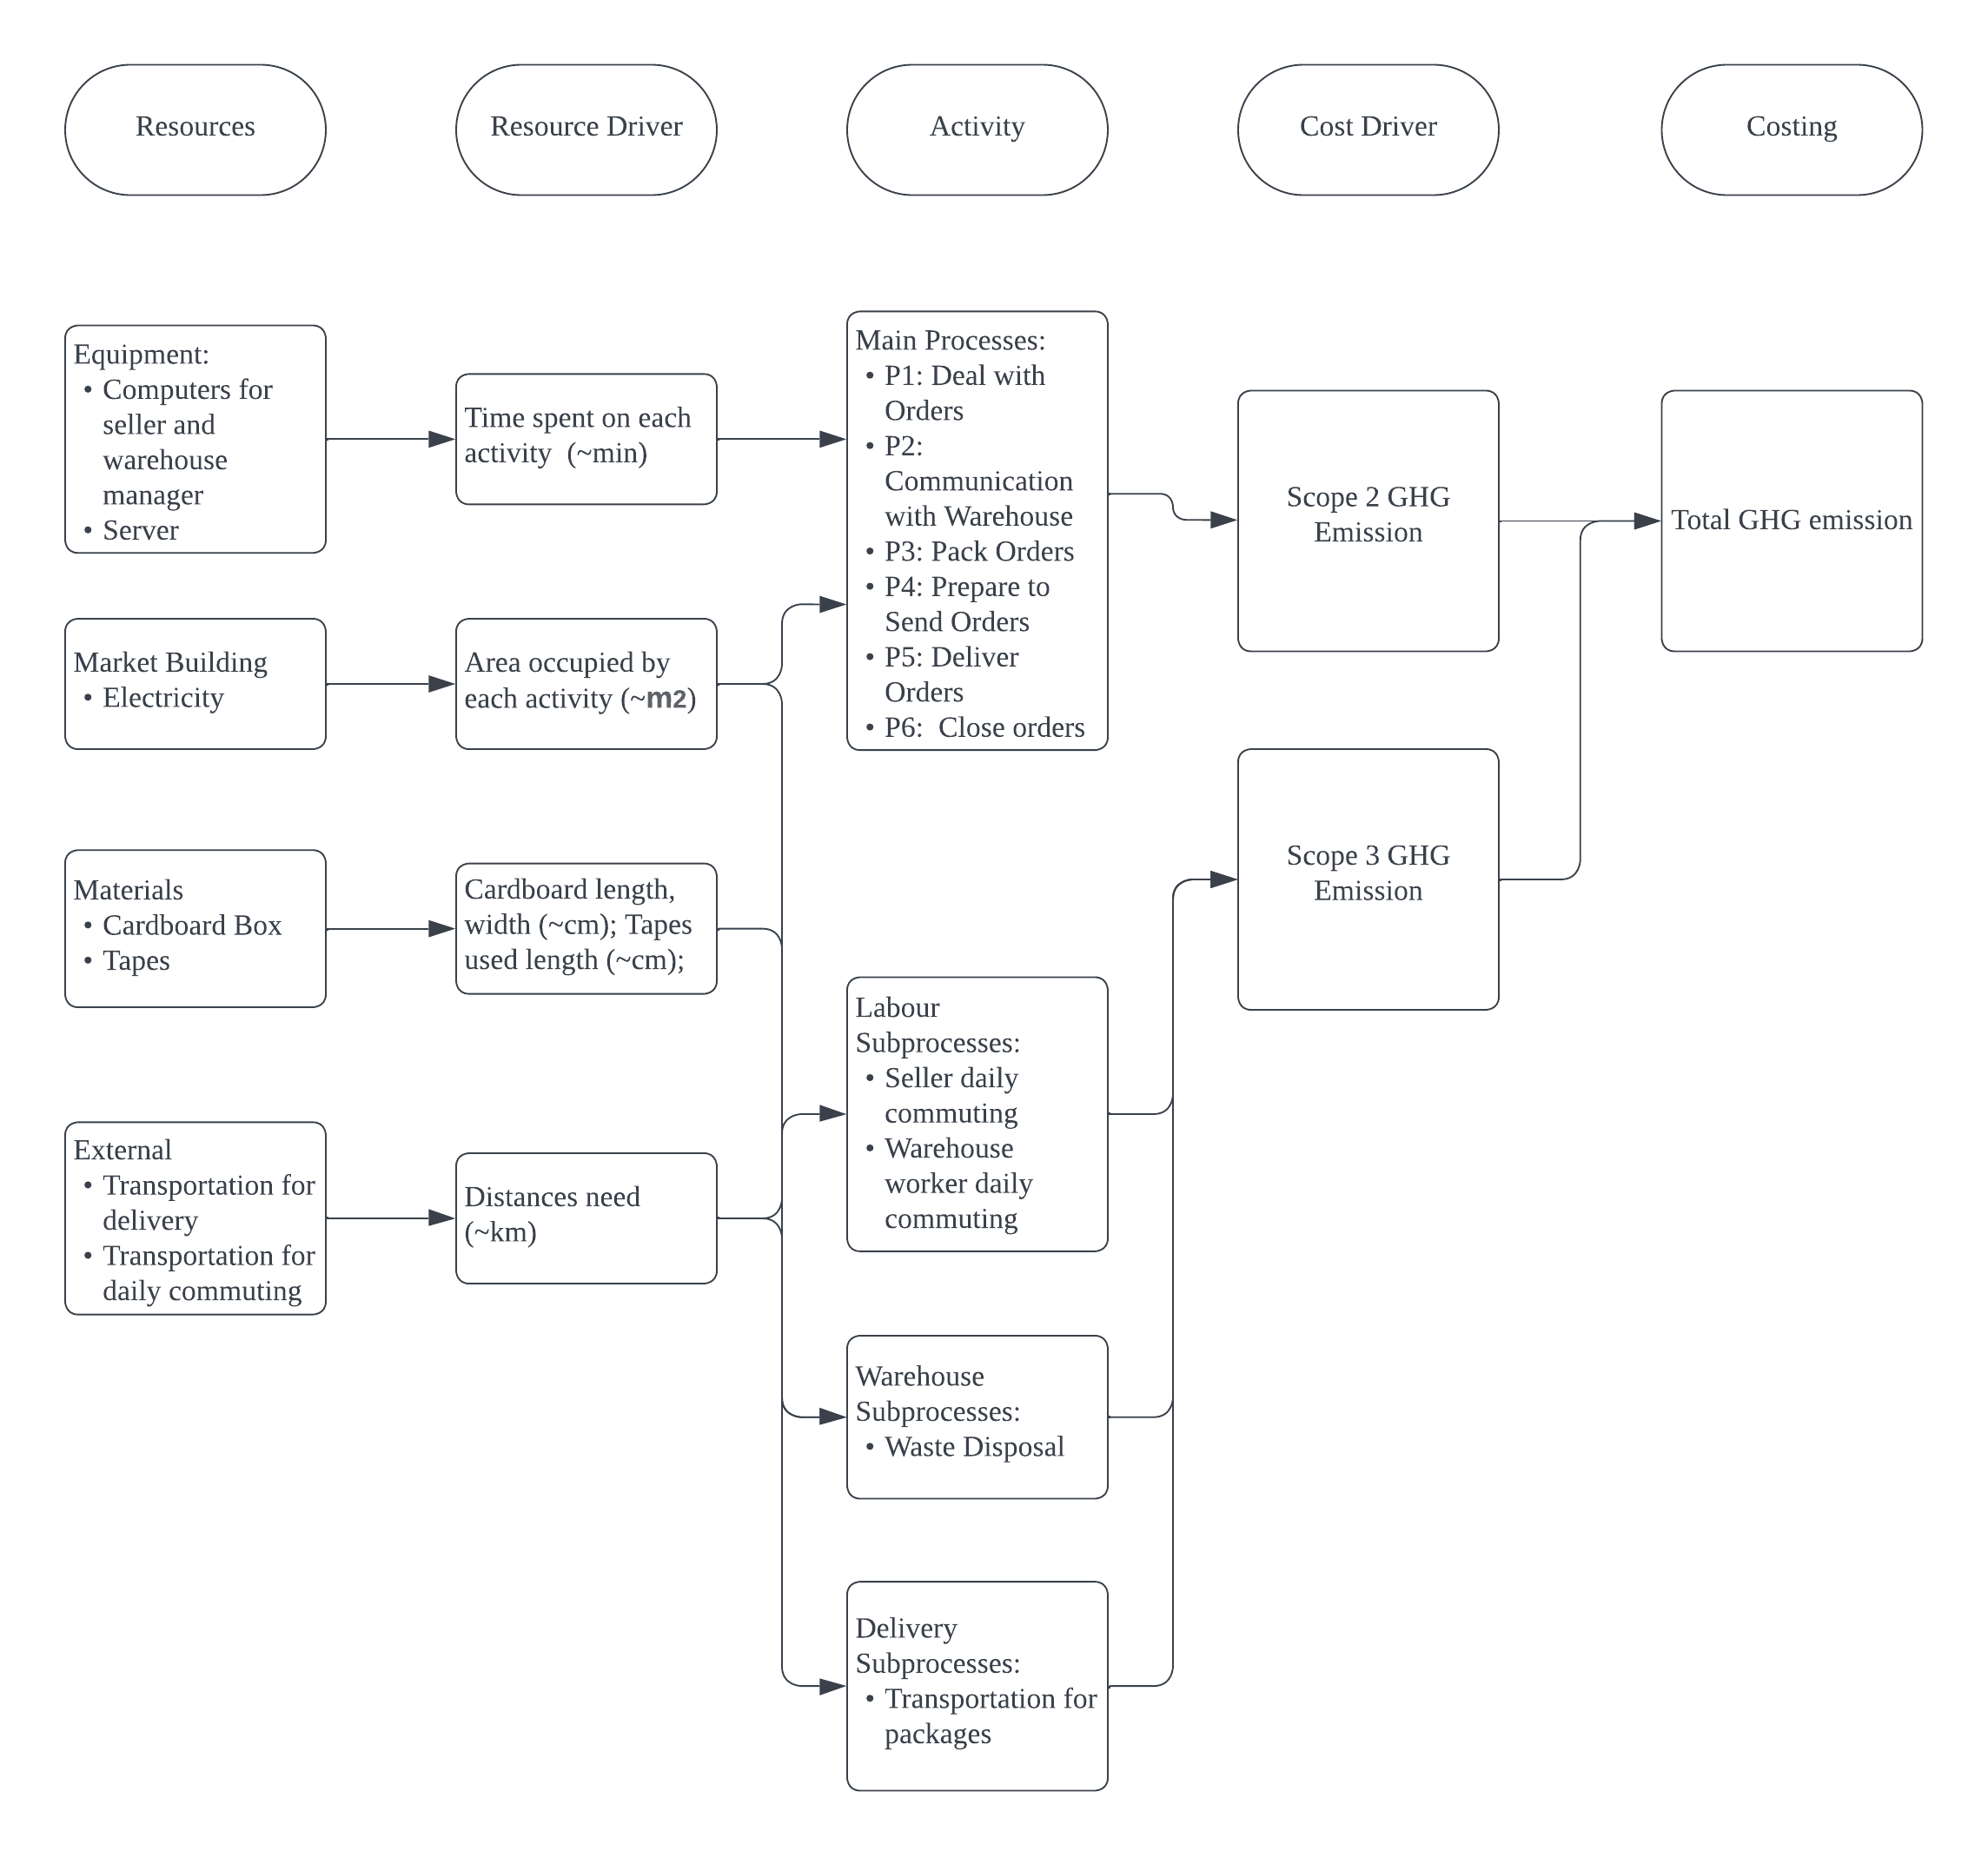 Resources
Resource Driver
Activity
Cost Driver
Costing
Equipment:
• Computers for
seller and
warehouse
manager
• Server
Time spent on each
activity  (~min)
Main Processes:
• P1: Deal with
Orders
• P2:
Communication
with Warehouse
• P3: Pack Orders
• P4: Prepare to
Send Orders
• P5: Deliver
Orders
• P6:  Close orders
Scope 2 GHG
Emission
Total GHG emission
Market Building
• Electricity
Area occupied by
each activity (~m2)
Scope 3 GHG
Emission
Materials
• Cardboard Box
• Tapes
Cardboard length,
width (~cm); Tapes
used length (~cm);
Labour
Subprocesses:
• Seller daily
commuting
• Warehouse
worker daily
commuting
External
• Transportation for
delivery
• Transportation for
daily commuting
Distances need
(~km)
Warehouse
Subprocesses:
• Waste Disposal
Delivery
Subprocesses:
• Transportation for
packages